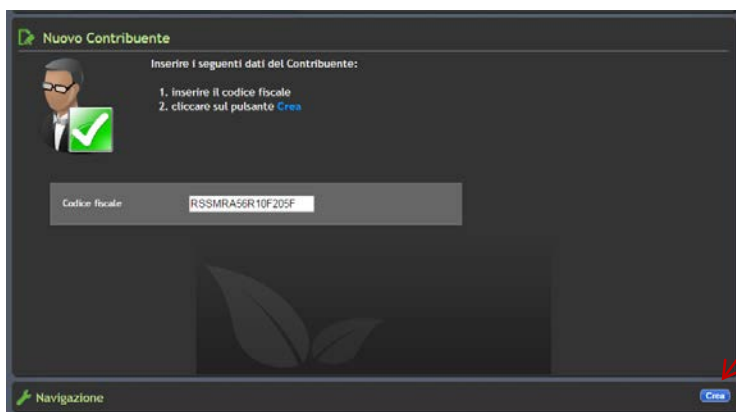 Nuovo Contribuente
Inserire i seguenti dati del Contribuente:
1. inserire il codice fiscale
2. cliccare sul pulsante Crea
Codice fiscale
RSSMRA56R10F205F
Navigazione
Crea